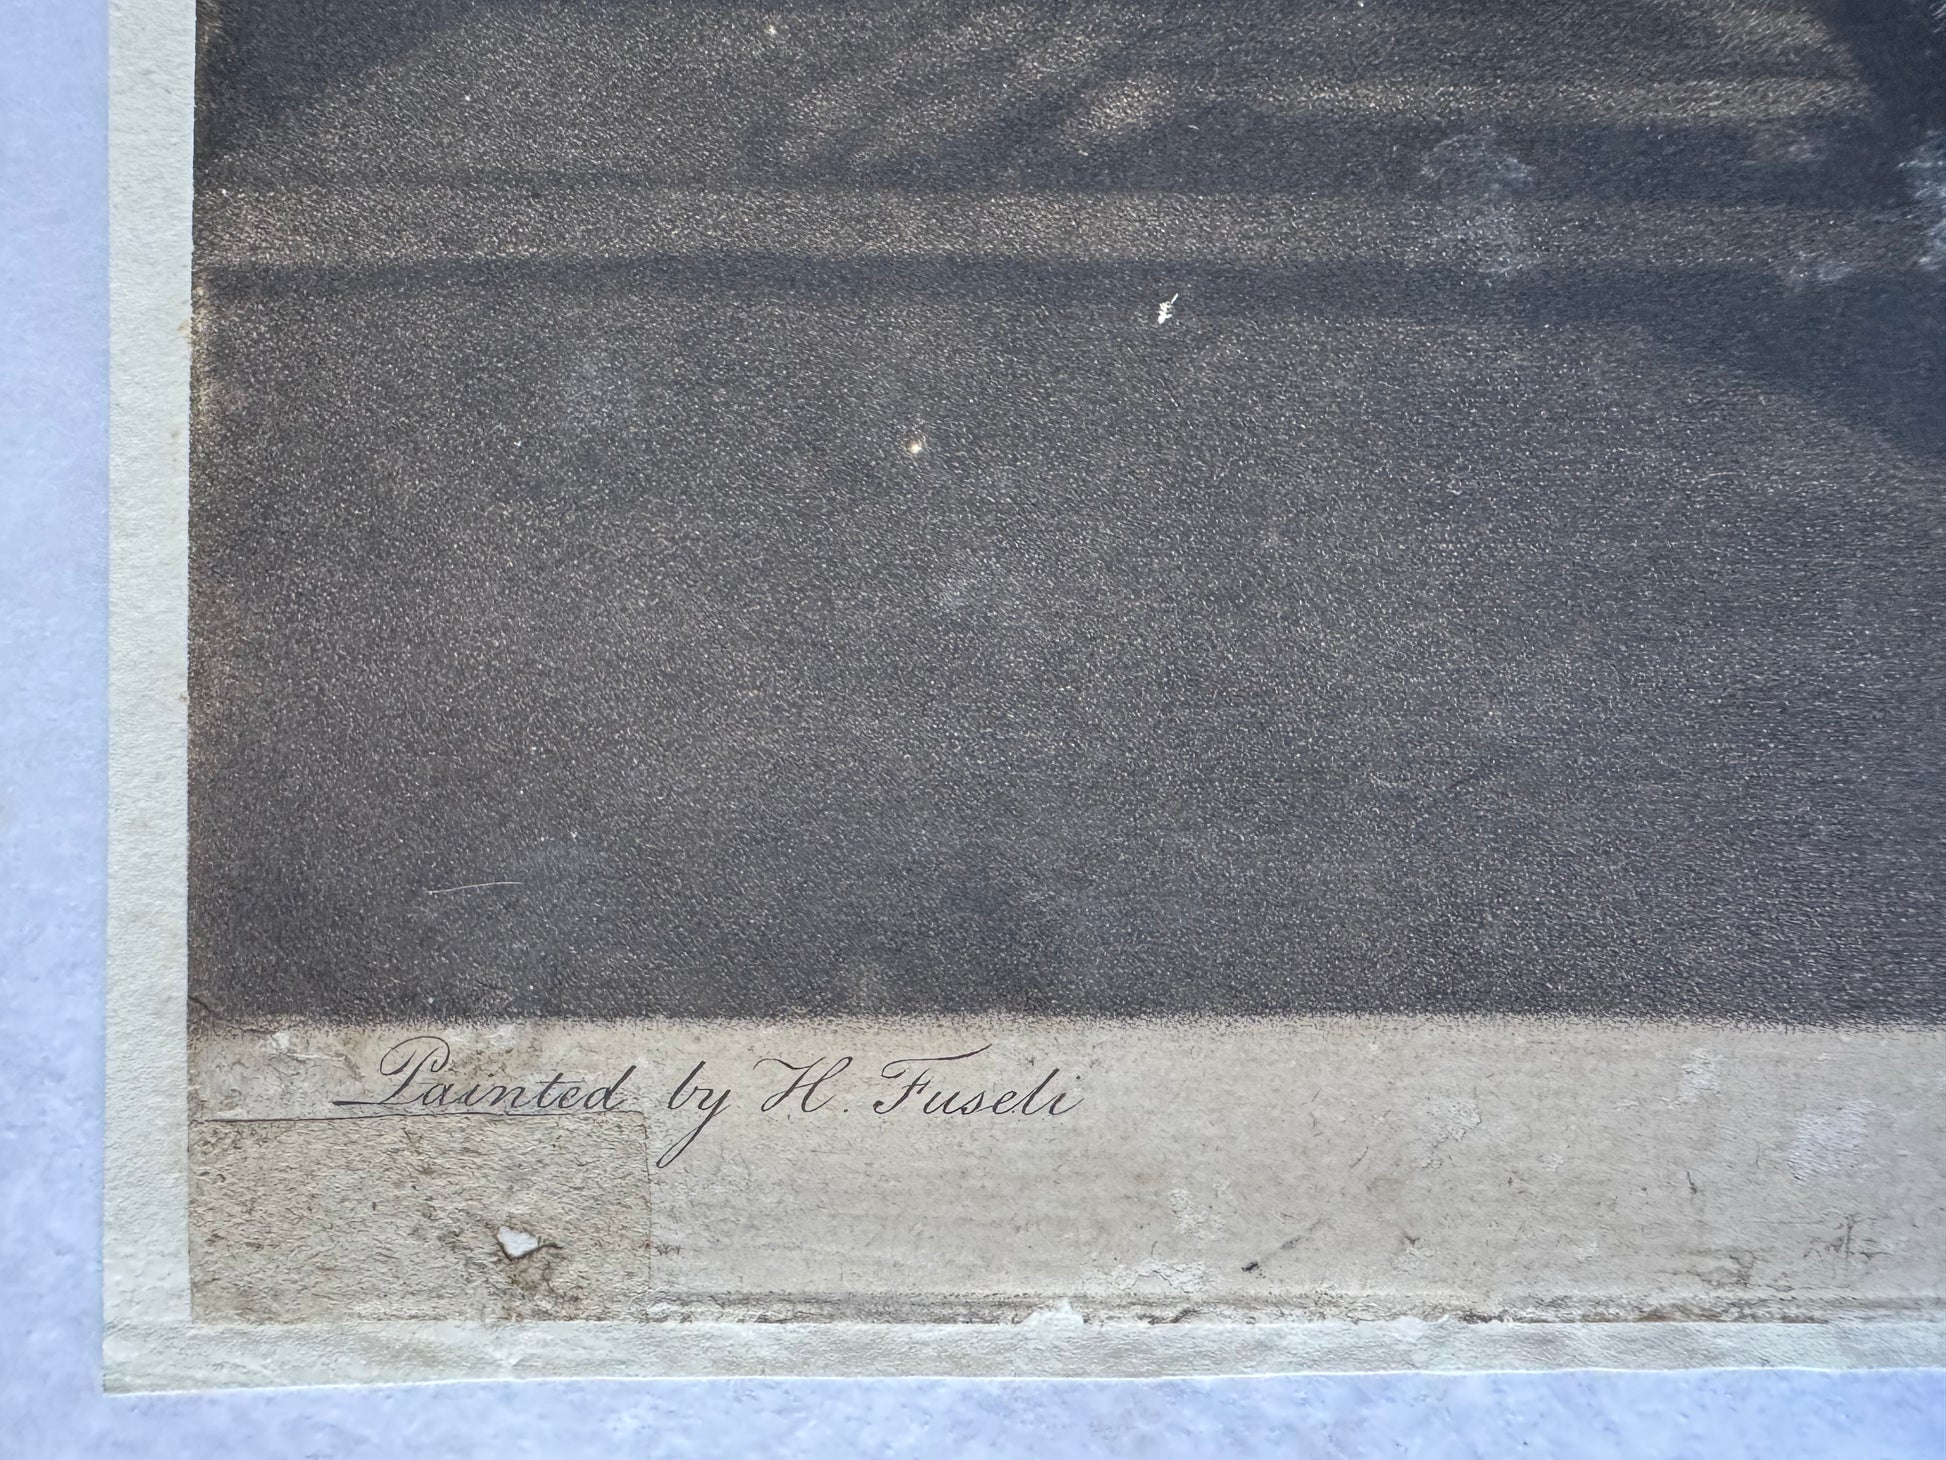 Painted by H. Fuseli